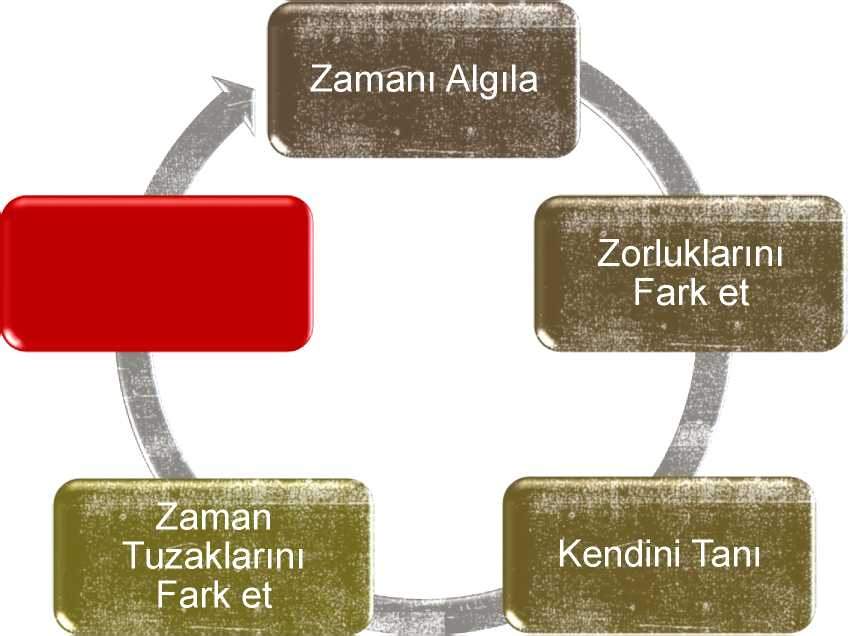 Zamanı Algıla
Zorluklarını
Fark et
Kendini Tanı
Zaman
Tuzaklarını
Fark et